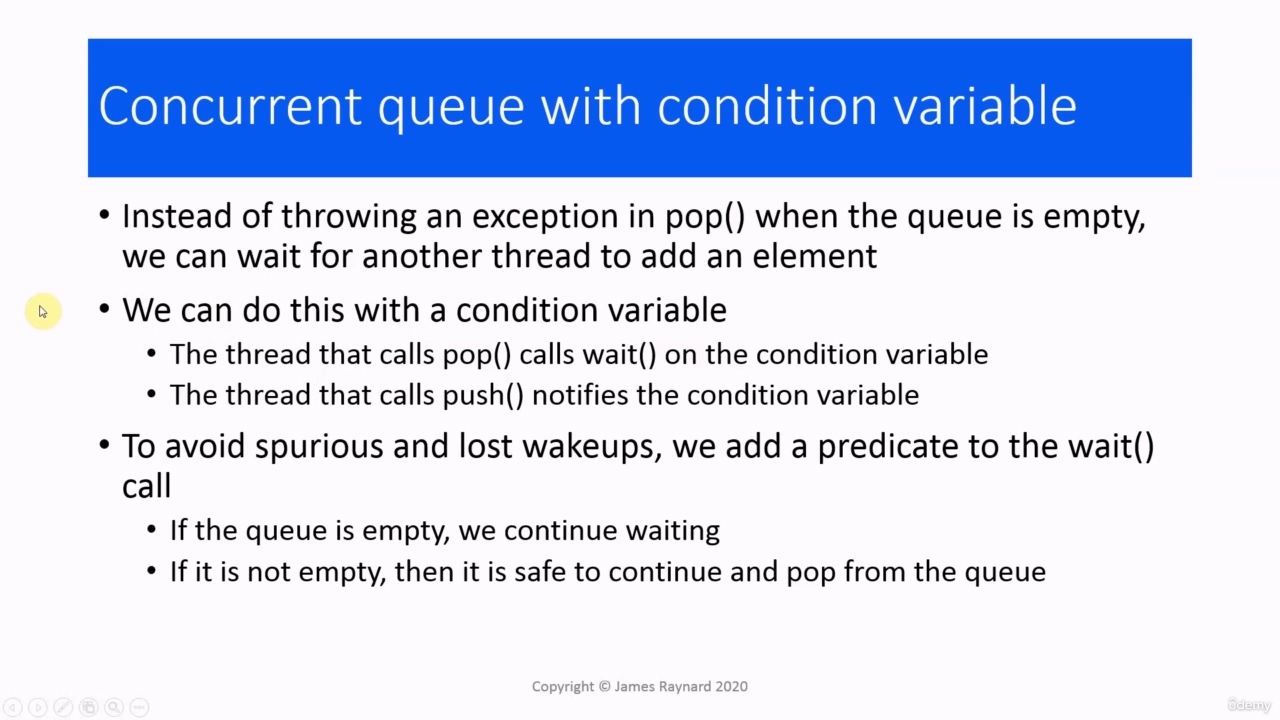 Concurrent queue with condition variable
• Instead of throwing an exception in pop() when the queue is empty,
we can wait for another thread to add an element
• We can do this with a condition variable
• The thread that calls pop() calls wait() on the condition variable
• The thread that calls push() notifies the condition variable
• To avoid spurious and lost wakeups, we add a predicate to the wait()
call
• If the queue is empty, we continue waiting
• If it is not empty, then it is safe to continue and pop from the queue
Copyright © James Raynard 2020
ûdemy